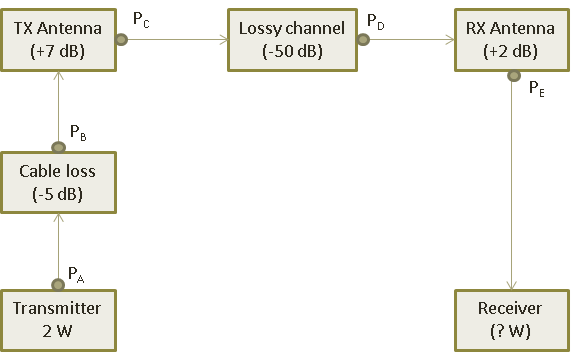 TX Antenna
(+7 dB)
P_C
Lossy channel
(-50 dB)
P_D
RX Antenna
(+2 dB)
P_E
P_B
Cable loss
(-5 dB)
P_A
Transmitter
2 W
Receiver
(? W)